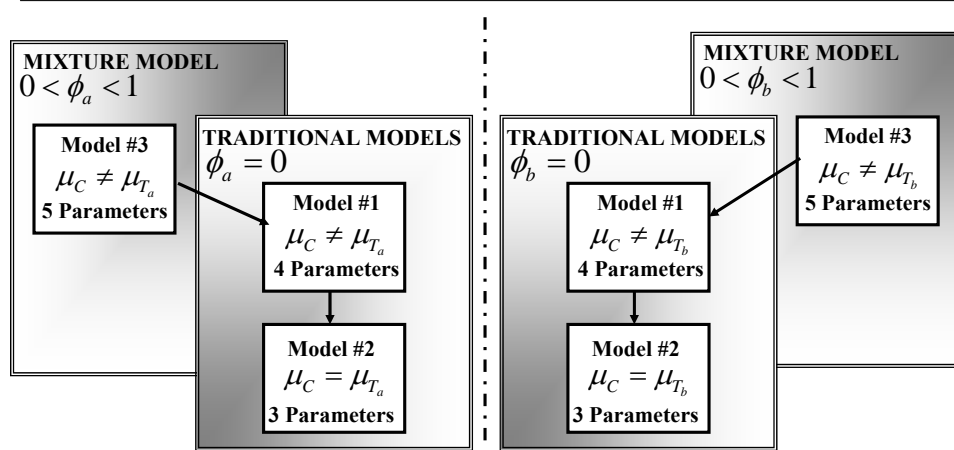 MIXTURE MODEL
0 < ϕ_a < 1
Model #3
μ_C ≠ μ_{T_a}
5 Parameters
TRADITIONAL MODELS
ϕ_a = 0
Model #1
μ_C ≠ μ_{T_a}
4 Parameters
Model #2
μ_C = μ_{T_a}
3 Parameters
TRADITIONAL MODELS
ϕ_b = 0
Model #1
μ_C ≠ μ_{T_b}
4 Parameters
Model #2
μ_C = μ_{T_b}
3 Parameters
MIXTURE MODEL
0 < ϕ_b < 1
Model #3
μ_C ≠ μ_{T_b}
5 Parameters